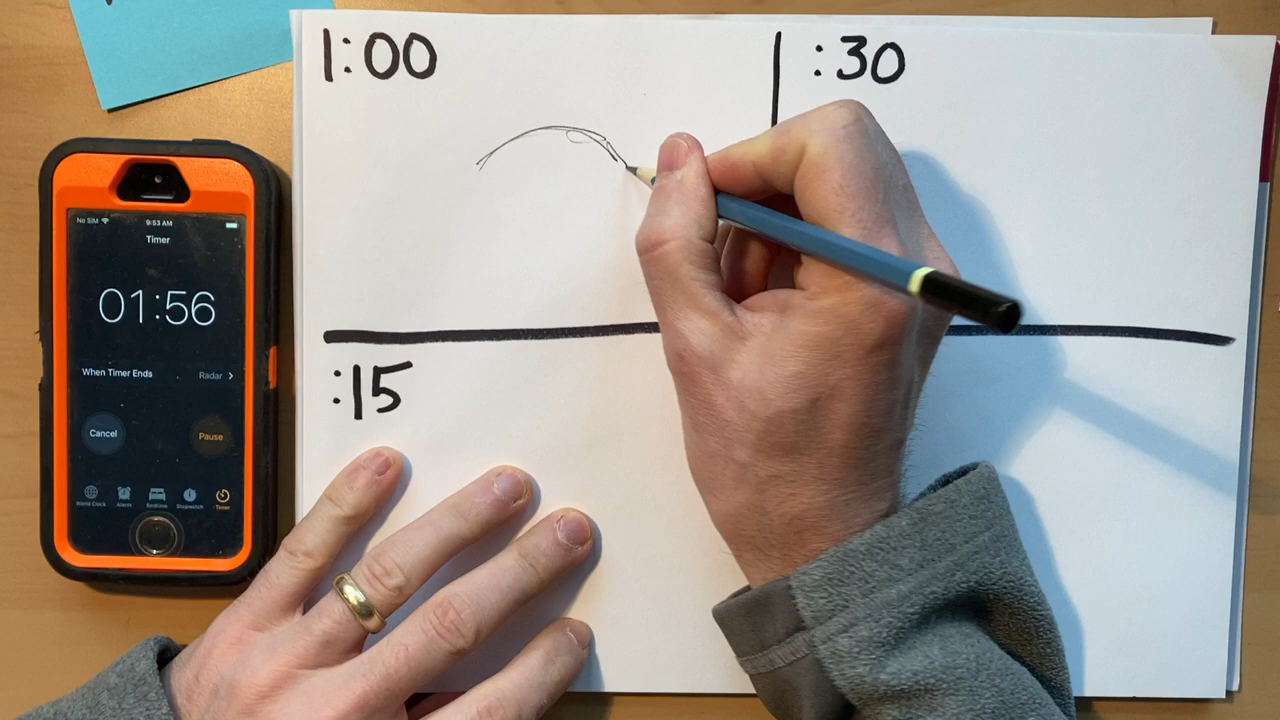 1:00
:30
No SIM 9:53 AM
Timer
01:56
When Timer Ends Radar >
Cancel Pause
World Clock Alarm Bedtime Stopwatch Timer
:15